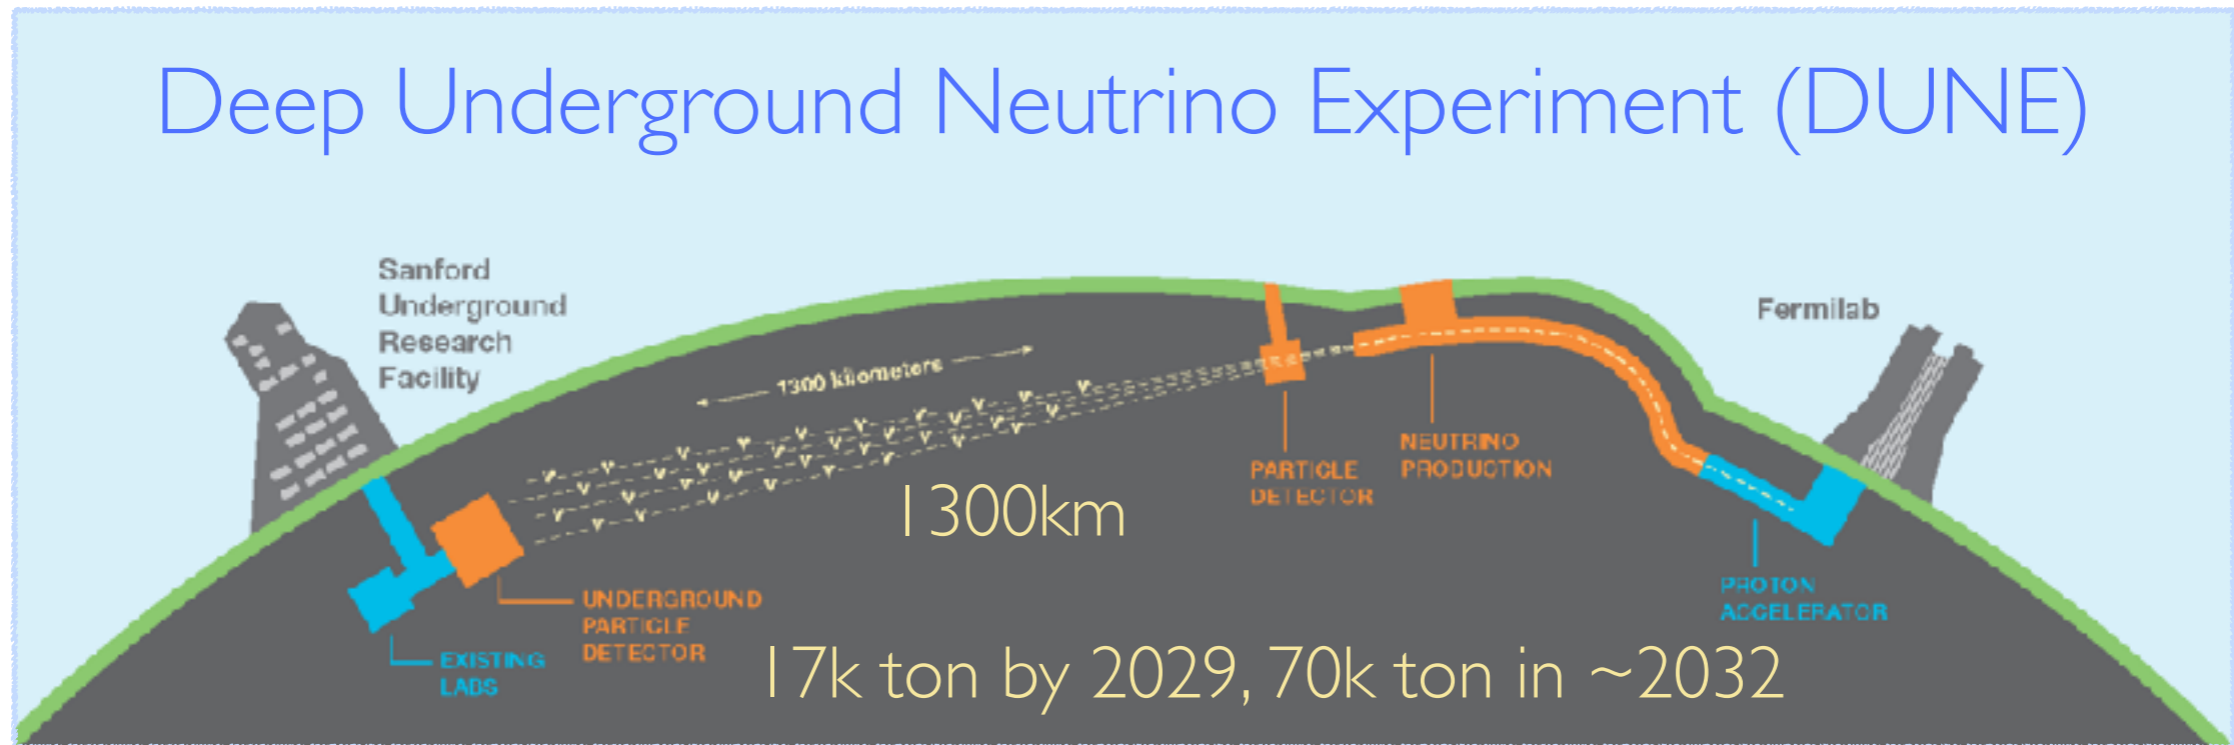 Deep Underground Neutrino Experiment (DUNE)
Sanford
Underground
Research
Facility
Fermilab
1300 kilometers
NEUTRINO
PRODUCTION
PARTICLE
DETECTOR
1300km
PROTON
ACCELERATOR
UNDERGROUND
PARTICLE
DETECTOR
EXISTING
LABS
17k ton by 2029, 70k ton in ~2032